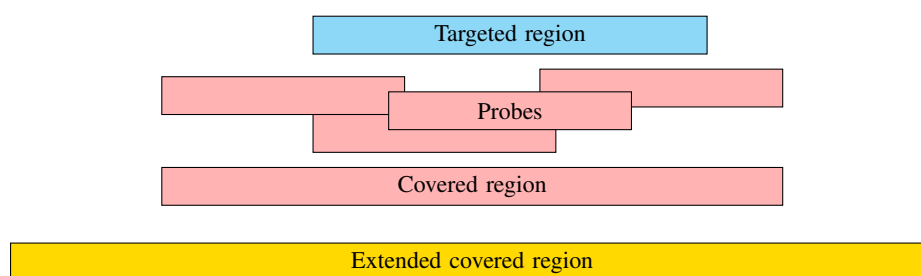 Targeted region
Probes
Covered region
Extended covered region